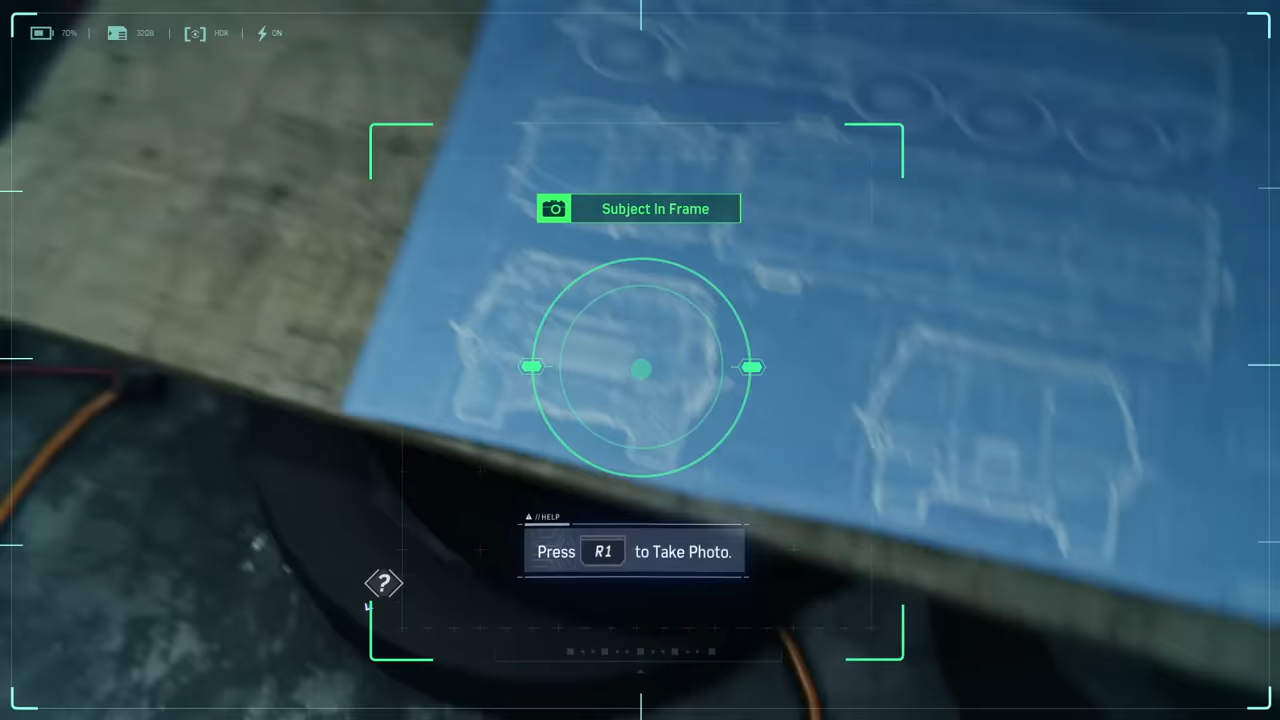 70%
32GB
HDR
ON
Subject In Frame
//HELP
Press R1 to Take Photo.
?